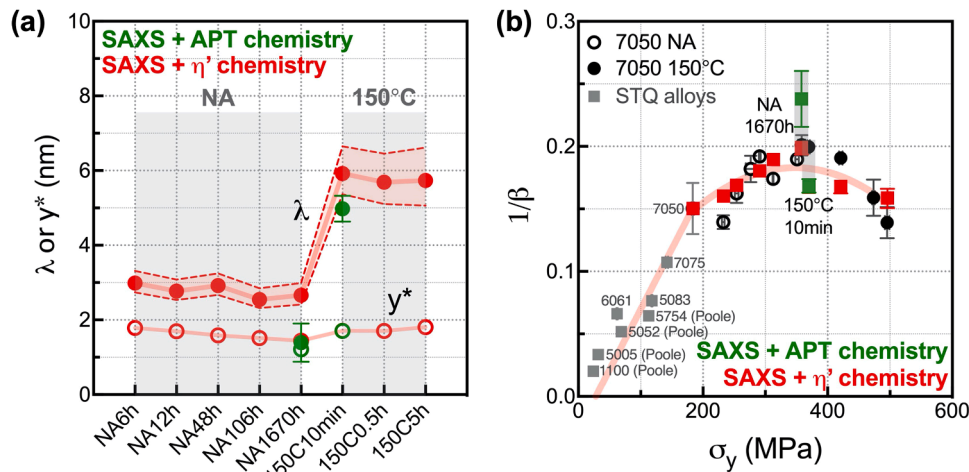 (a)
10
8
6
4
2
0
λ or y* (nm)
SAXS + APT chemistry
SAXS + η' chemistry
NA
150°C
λ
y*
NA6h
NA12h
NA48h
NA106h
NA1670h
150C10min
150C0.5h
150C5h
(b)
0.3
0.2
0.1
0.0
1/β
7050 NA
7050 150°C
STQ alloys
NA
1670h
150°C
10min
7050
7075
6061
5083
5754 (Poole)
5052 (Poole)
5005 (Poole)
1100 (Poole)
SAXS + APT chemistry
SAXS + η' chemistry
0
200
400
600
σy (MPa)